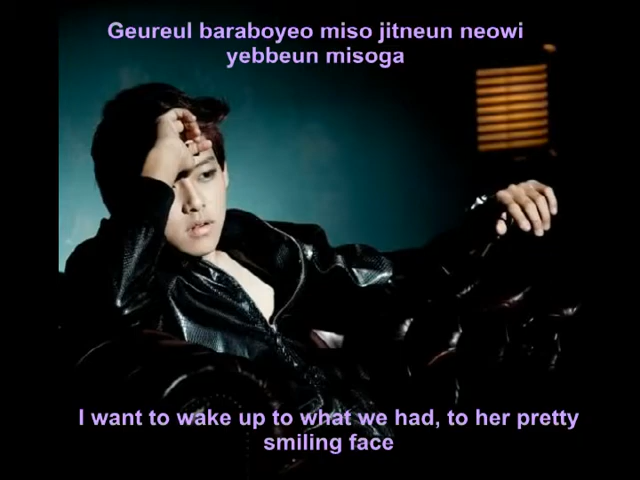 Geureul baraboyeo miso jitneun neowi
yebbeun misoga
I want to wake up to what we had, to her pretty
smiling face